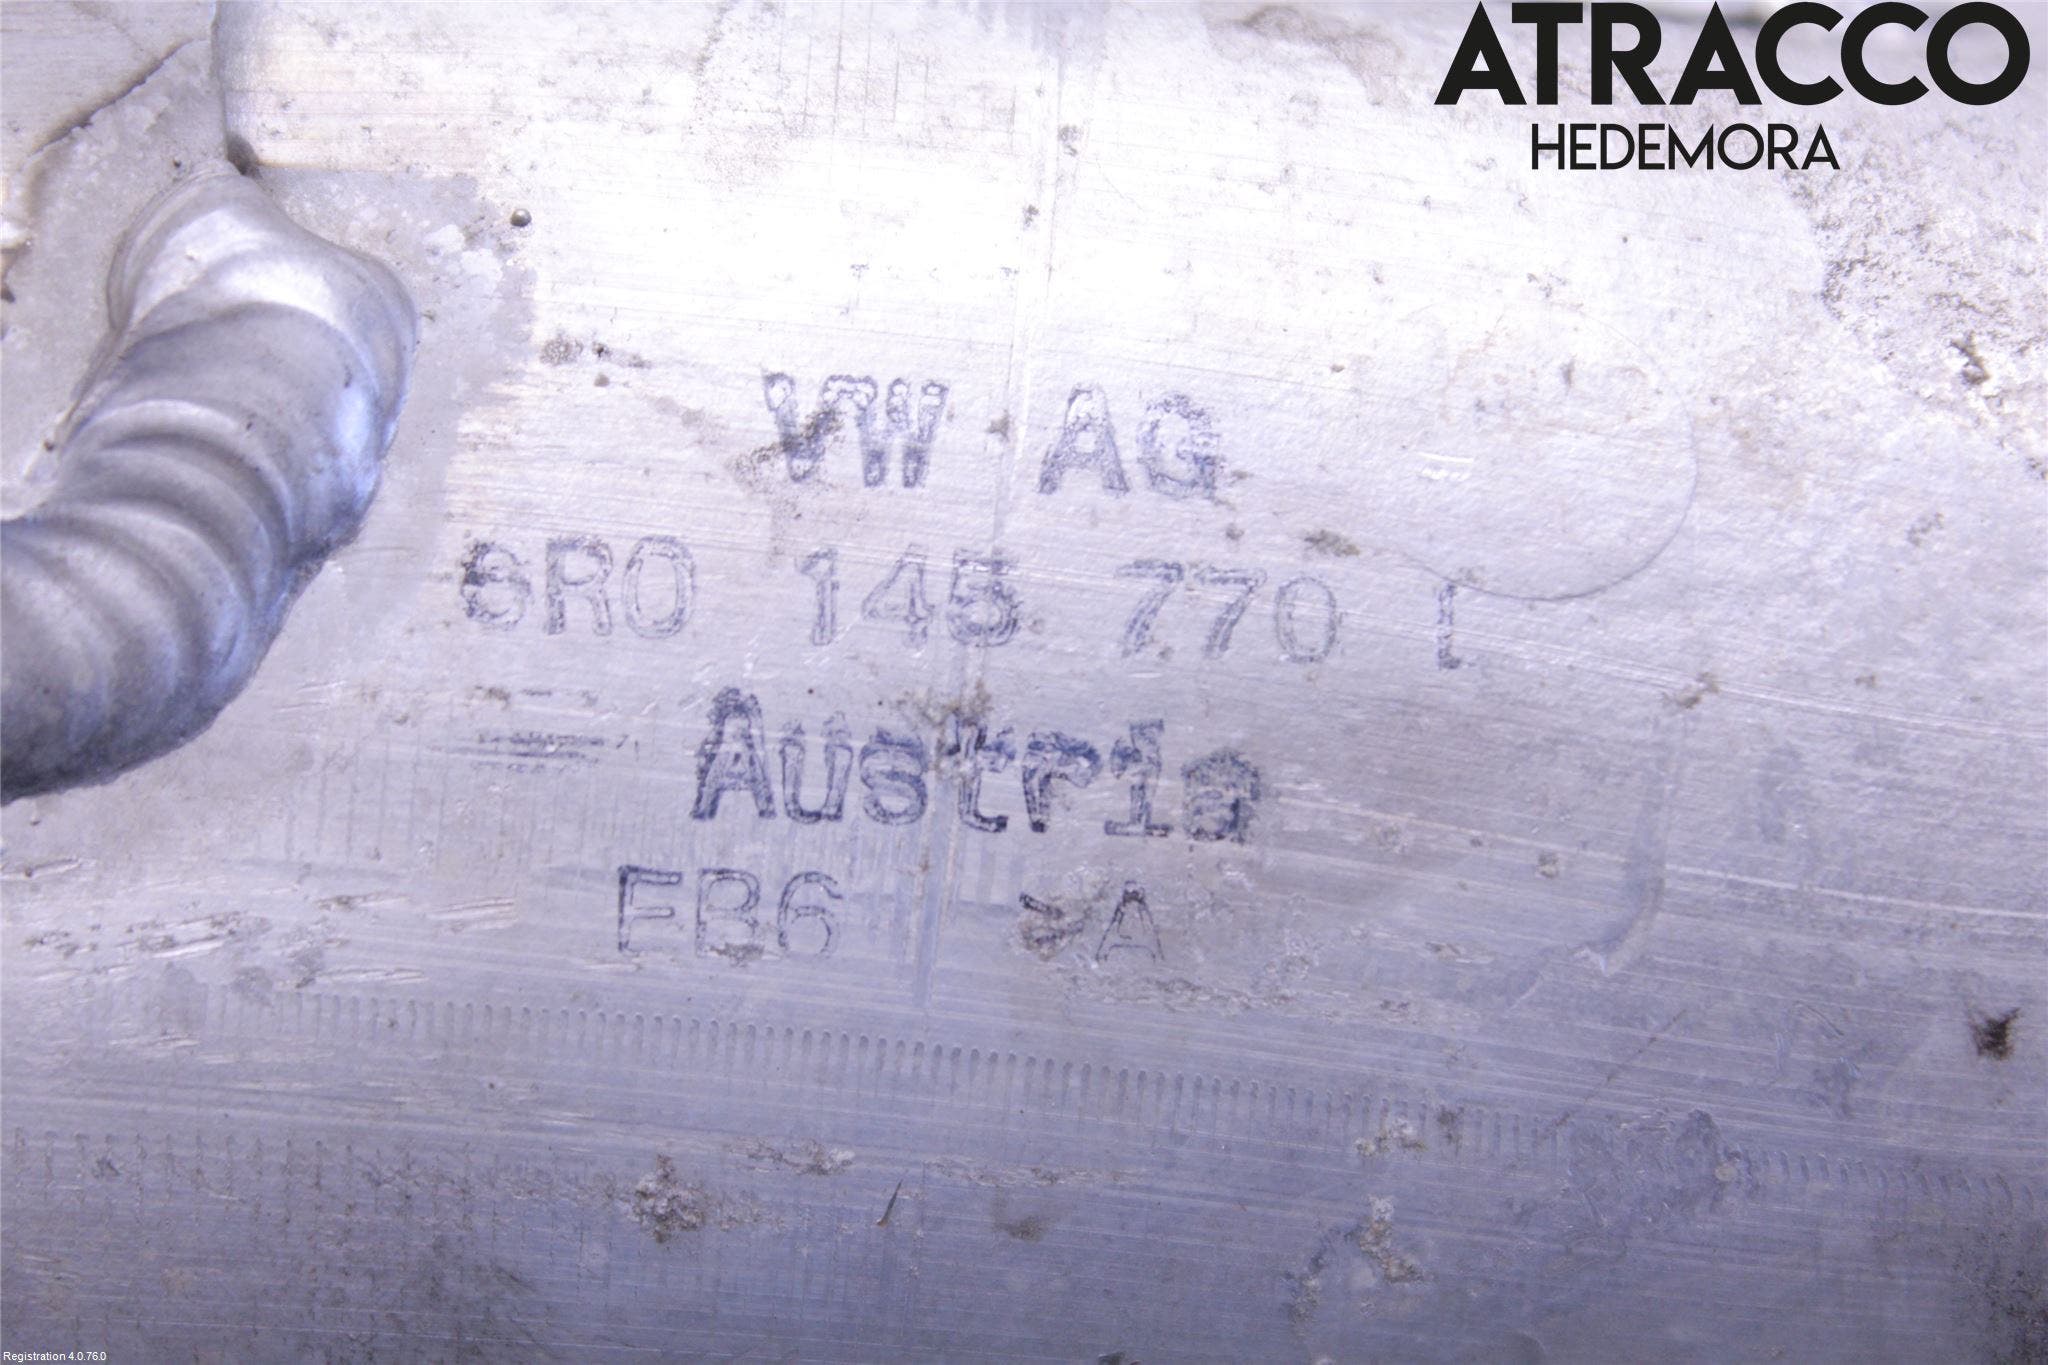 ATRACCO
HEDEMORA
VW AG
6R0 145 770 L
Austria
EB6 >A
Registration 4.0.76.0